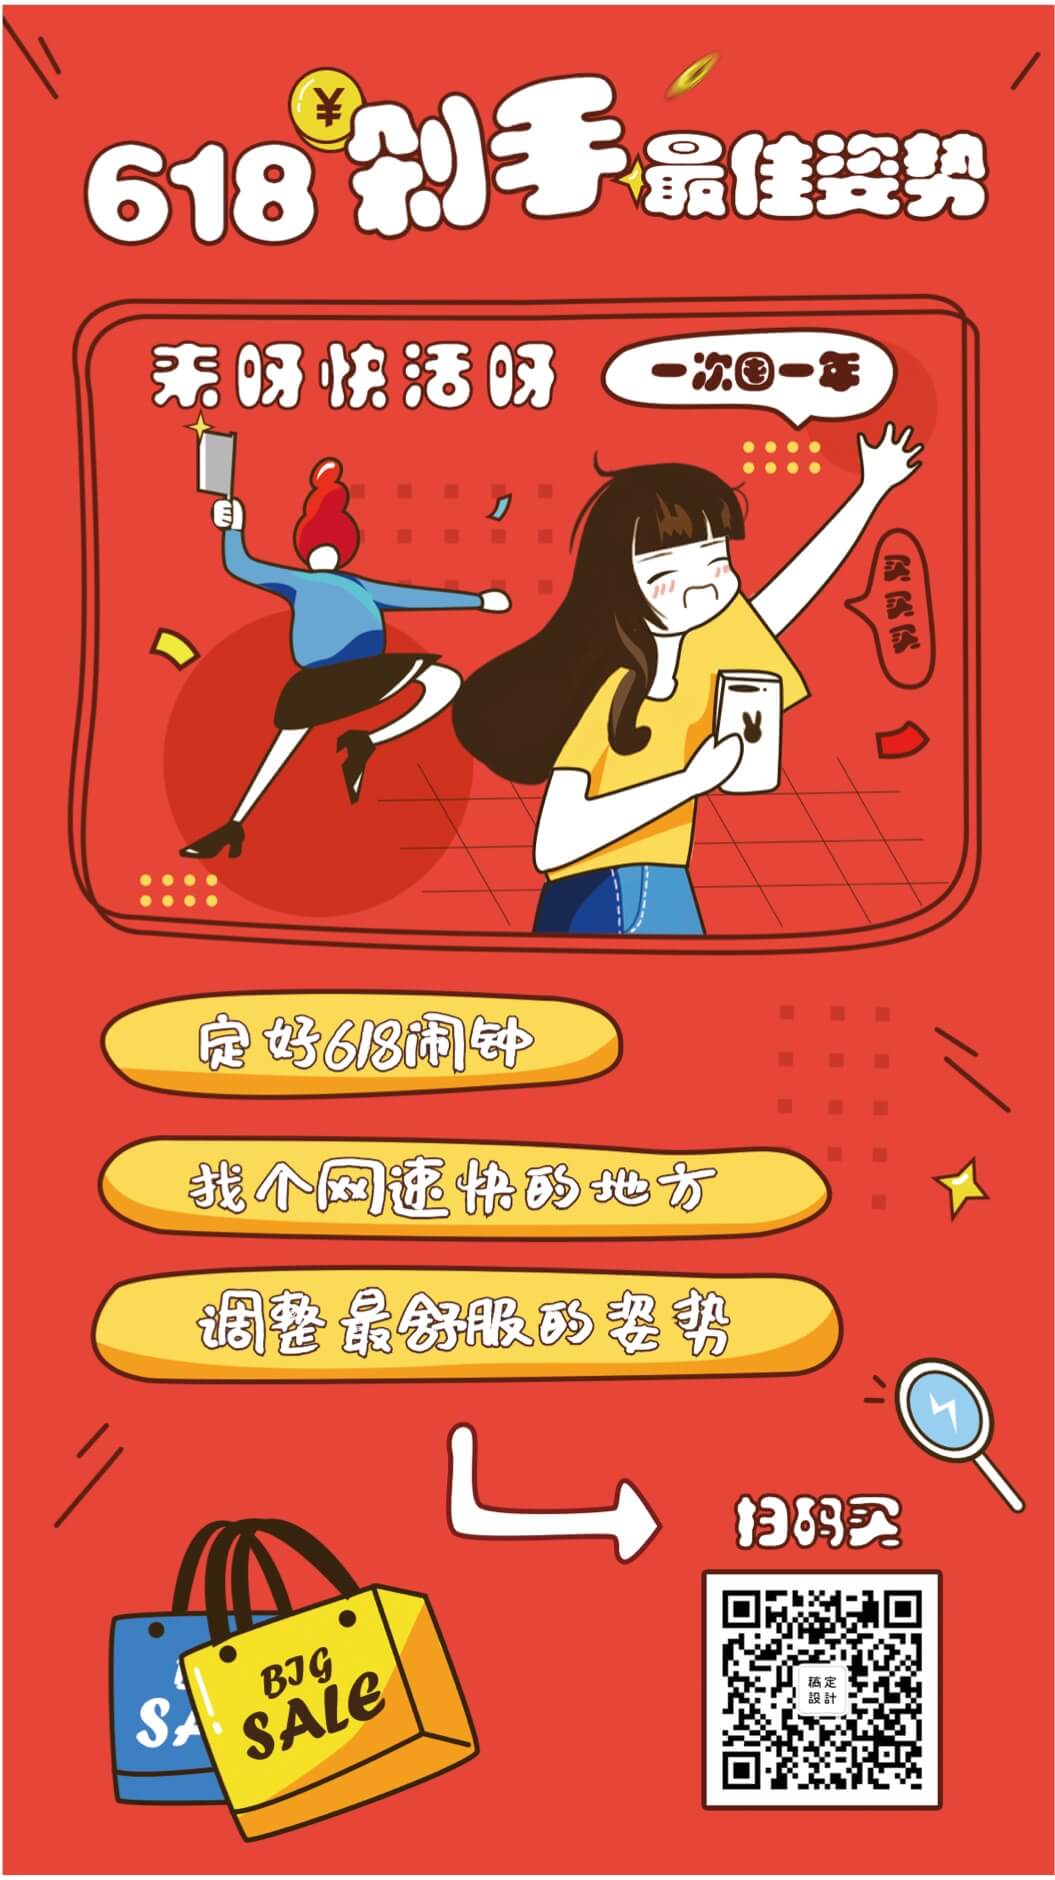 ¥
618剁手最佳姿势
来呀快活呀
一次囤一年
买买买
定好618闹钟
找个网速快的地方
调整最舒服的姿势
扫码买
BIG
SALE
SA
稿定
設計